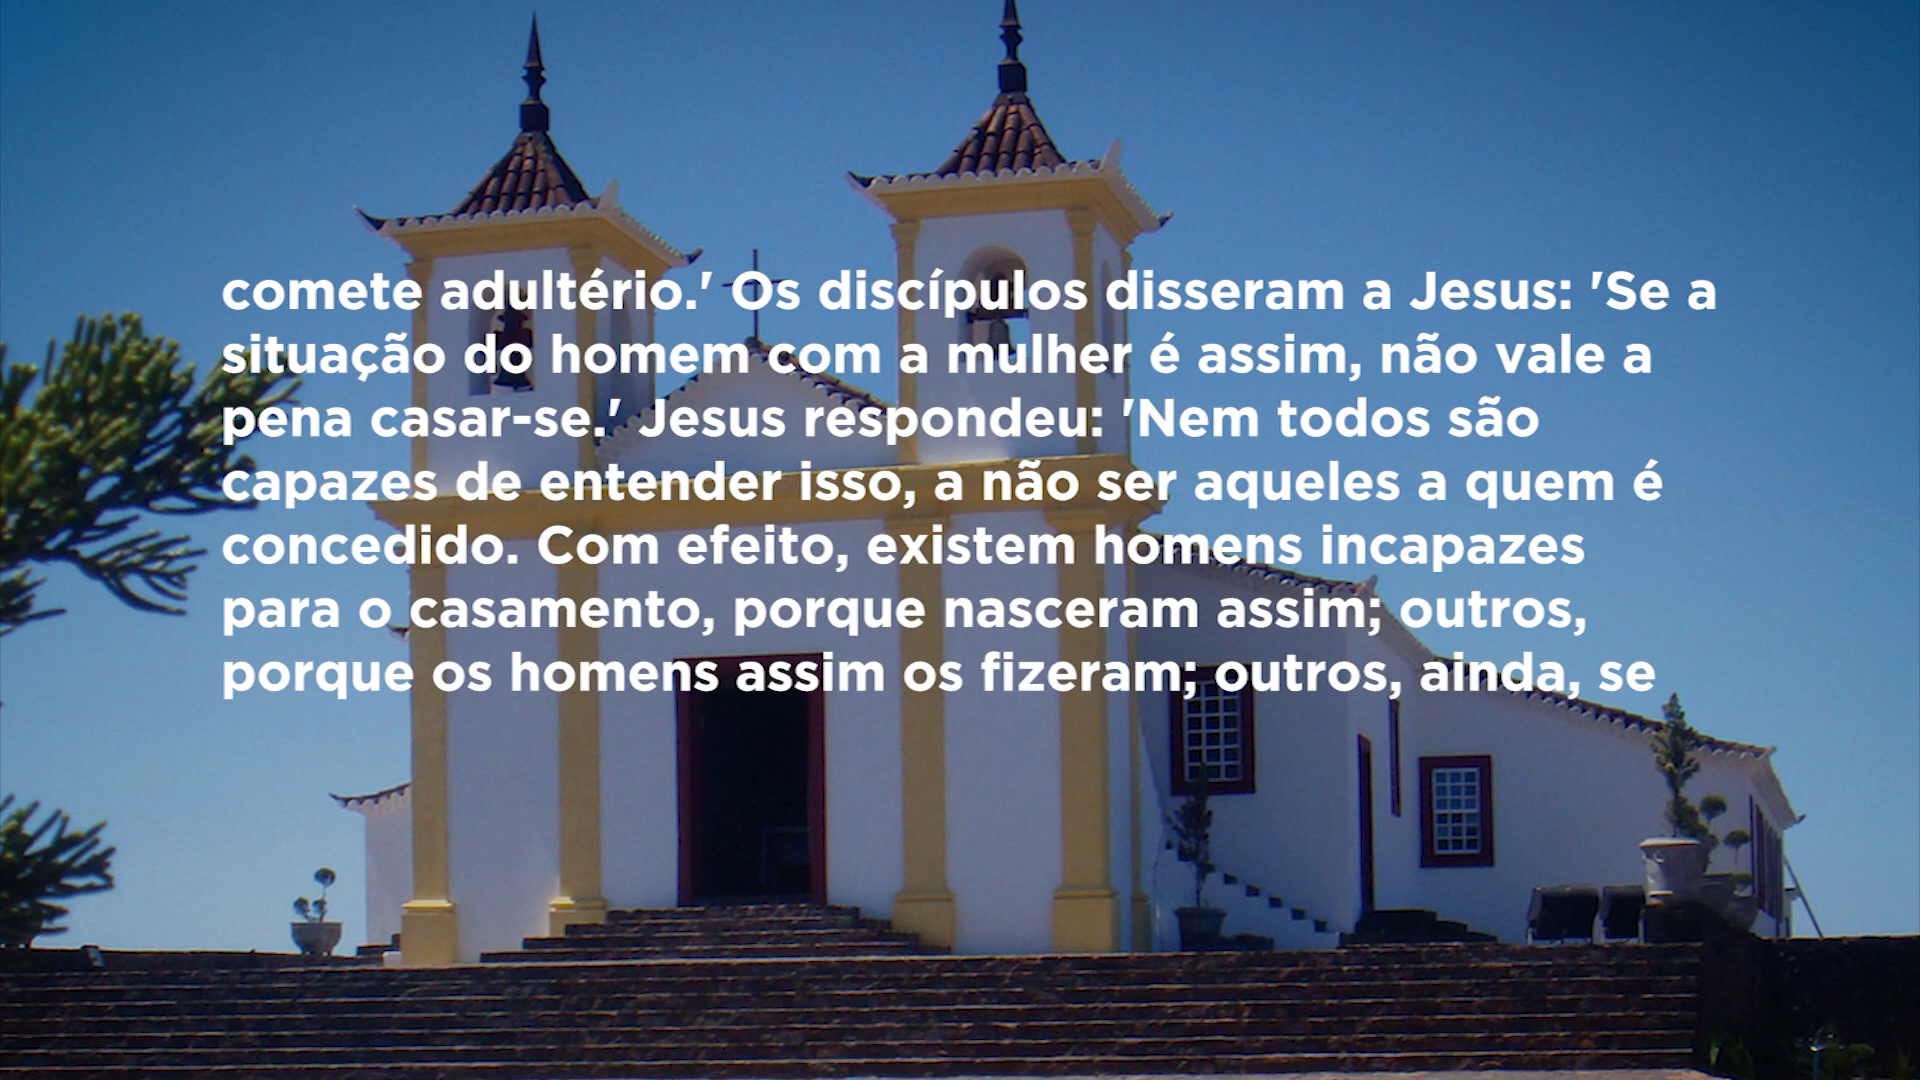 comete adultério.' Os discípulos disseram a Jesus: 'Se a
situação do homem com a mulher é assim, não vale a
pena casar-se.' Jesus respondeu: 'Nem todos são
capazes de entender isso, a não ser aqueles a quem é
concedido. Com efeito, existem homens incapazes
para o casamento, porque nasceram assim; outros,
porque os homens assim os fizeram; outros, ainda, se